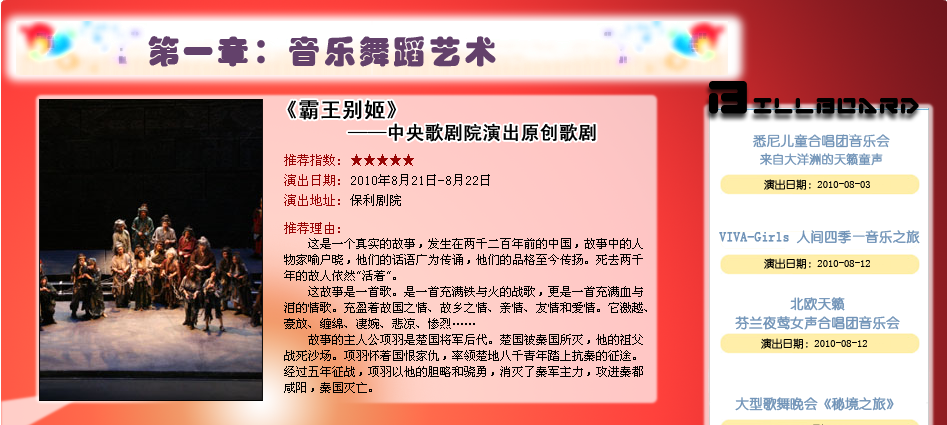 第一章：音乐舞蹈艺术
《霸王别姬》
——中央歌剧院演出原创歌剧
推荐指数：★★★★★
演出日期：2010年8月21日-8月22日
演出地址：保利剧院
推荐理由：
这是一个真实的故事，发生在两千二百年前的中国，故事中的人
物家喻户晓，他们的话语广为传诵，他们的品格至今传扬。死去两千
年的故人依然“活着”。
这故事是一首歌。是一首充满铁与火的战歌，更是一首充满血与
泪的情歌。充盈着故国之情、故乡之情、亲情、友情和爱情。它激越、
豪放、缠绵、凄婉、悲凉、惨烈……
故事的主人公项羽是楚国将军后代。楚国被秦国所灭，他的祖父
战死沙场。项羽怀着国恨家仇，率领楚地八千青年踏上抗秦的征途。
经过五年征战，项羽以他的胆略和骁勇，消灭了秦军主力，攻进秦都
咸阳，秦国灭亡。
BILLBOARD
悉尼儿童合唱团音乐会
来自大洋洲的天籁童声
演出日期：2010-08-03
VIVA-Girls 人间四季—音乐之旅
演出日期：2010-08-12
北欧天籁
芬兰夜莺女声合唱团音乐会
演出日期：2010-08-12
大型歌舞晚会《秘境之旅》